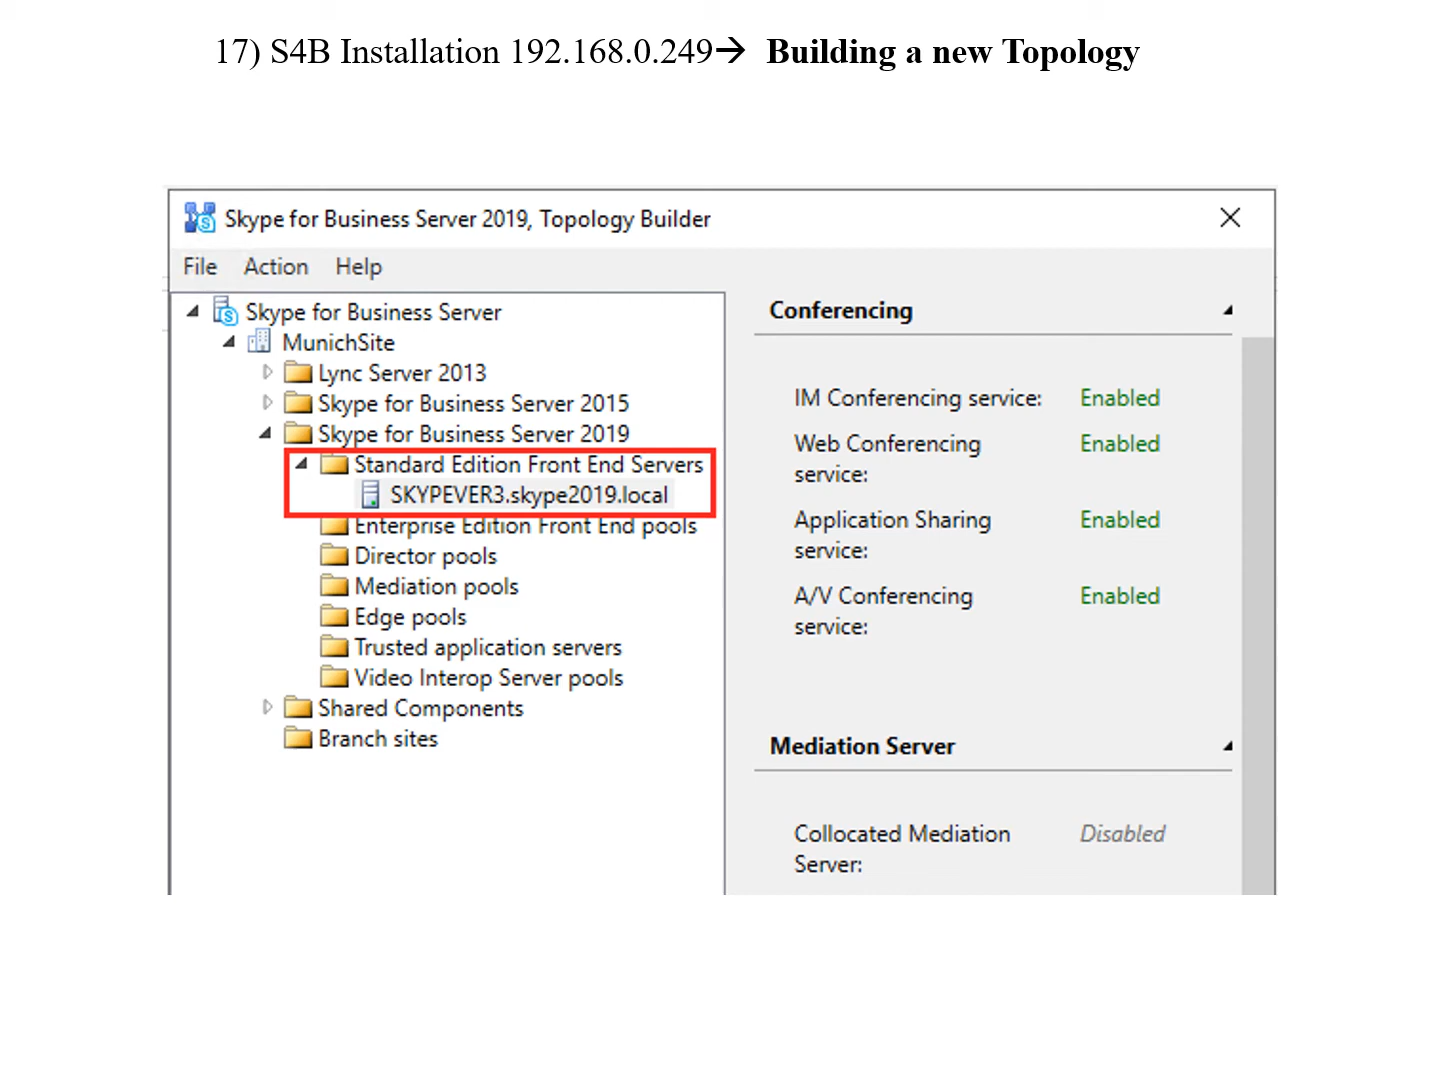 17) S4B Installation 192.168.0.249→ Building a new Topology
Skype for Business Server 2019, Topology Builder
File Action Help
Skype for Business Server
MunichSite
Lync Server 2013
Skype for Business Server 2015
Skype for Business Server 2019
Standard Edition Front End Servers
SKYPEVER3.skype2019.local
Enterprise Edition Front End pools
Director pools
Mediation pools
Edge pools
Trusted application servers
Video Interop Server pools
Shared Components
Branch sites
Conferencing
IM Conferencing service: Enabled
Web Conferencing Enabled
service:
Application Sharing Enabled
service:
A/V Conferencing Enabled
service:
Mediation Server
Collocated Mediation Disabled
Server: